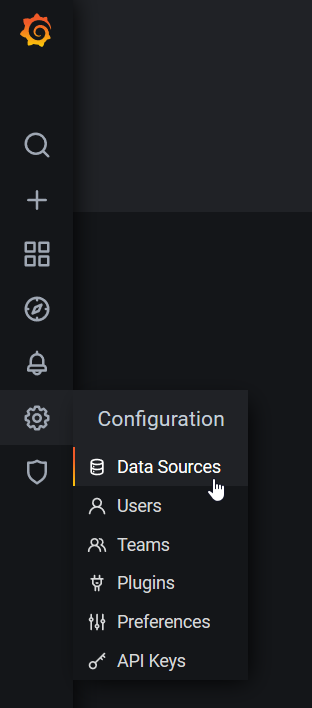 Configuration
Data Sources
Users
Teams
Plugins
Preferences
API Keys